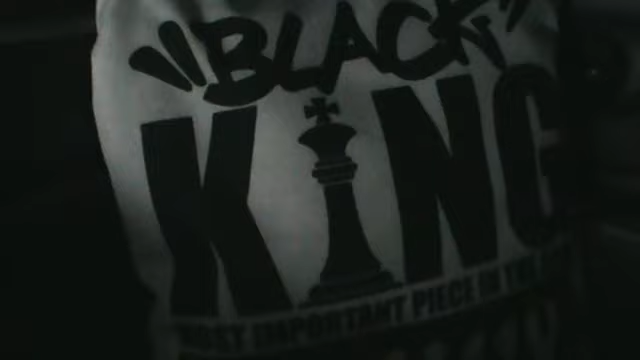 "BLACK
KING
MOST IMPORTANT PIECE IN THE